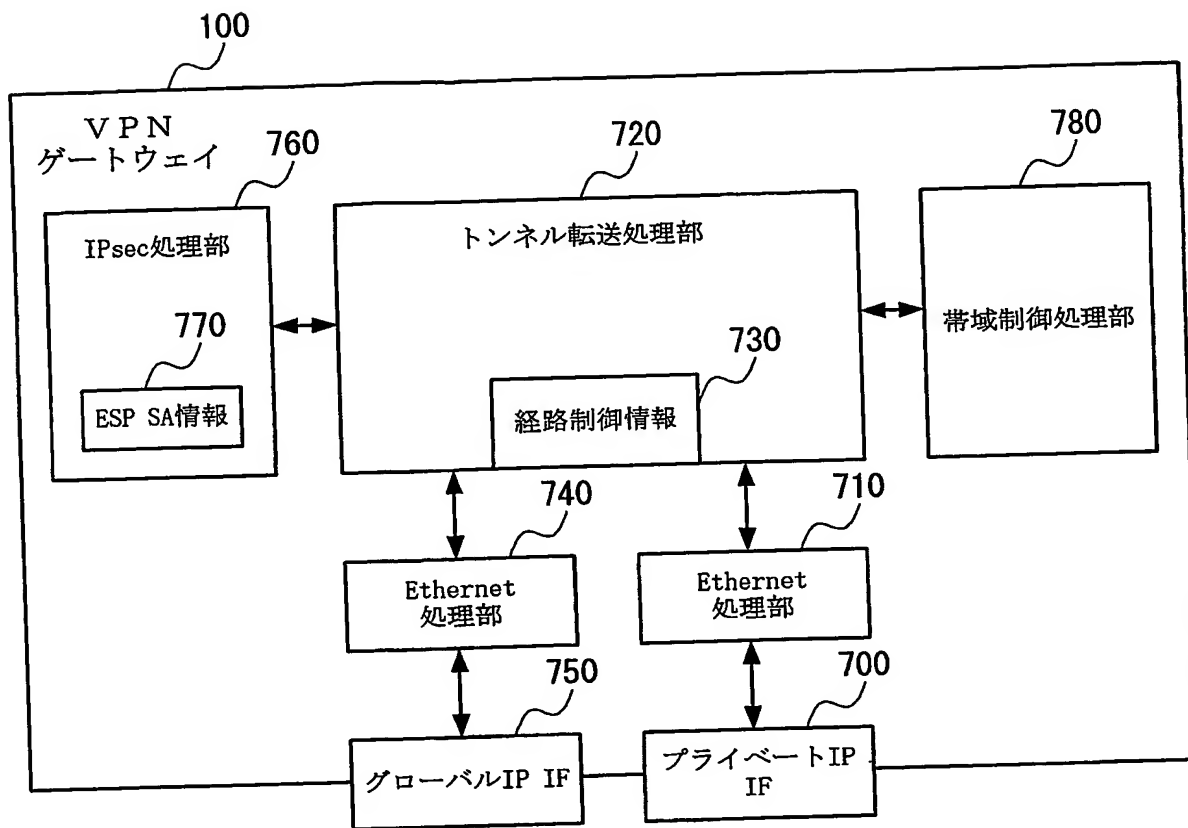 100
VPN
ゲートウェイ
760
720
780
IPsec処理部
トンネル転送処理部
帯域制御処理部
770
730
ESP SA情報
経路制御情報
740
710
Ethernet
処理部
Ethernet
処理部
750
700
グローバルIP IF
プライベートIP
IF